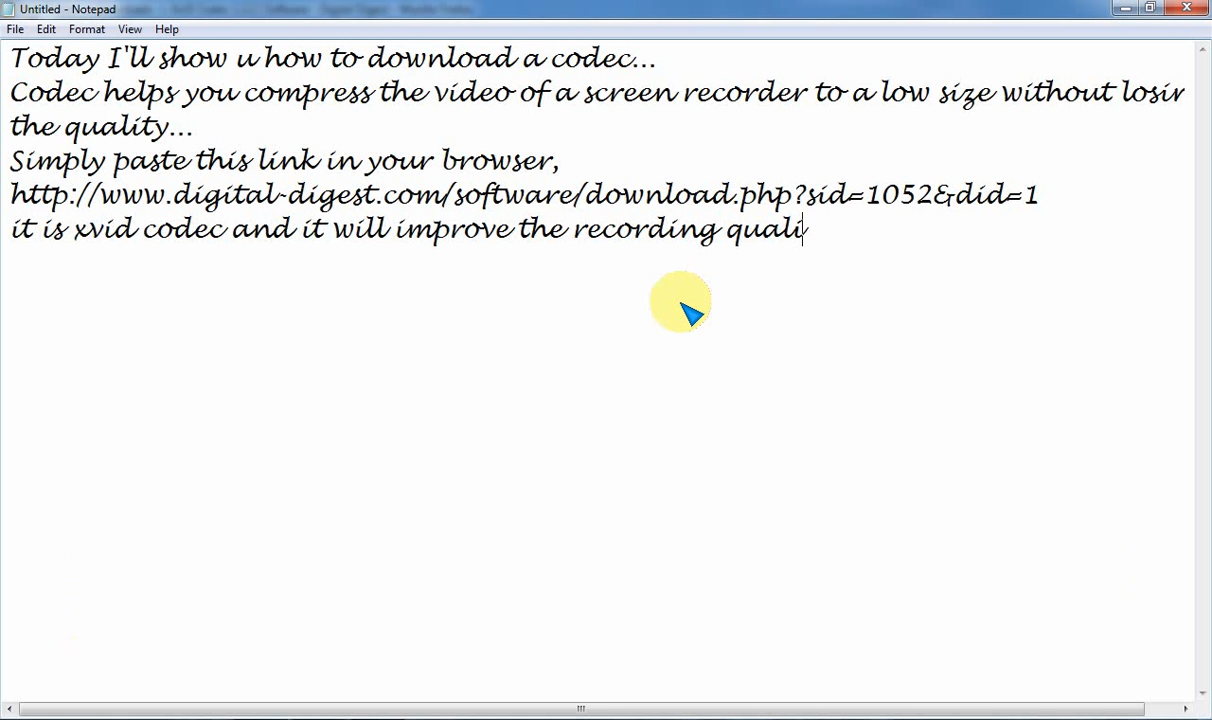 Untitled - Notepad
File Edit Format View Help
Today I'll show u how to download a codec...
Codec helps you compress the video of a screen recorder to a low size without losin
the quality...
Simply paste this link in your browser,
http://www.digital-digest.com/software/download.php?sid=1052&did=1
it is xvid codec and it will improve the recording quali